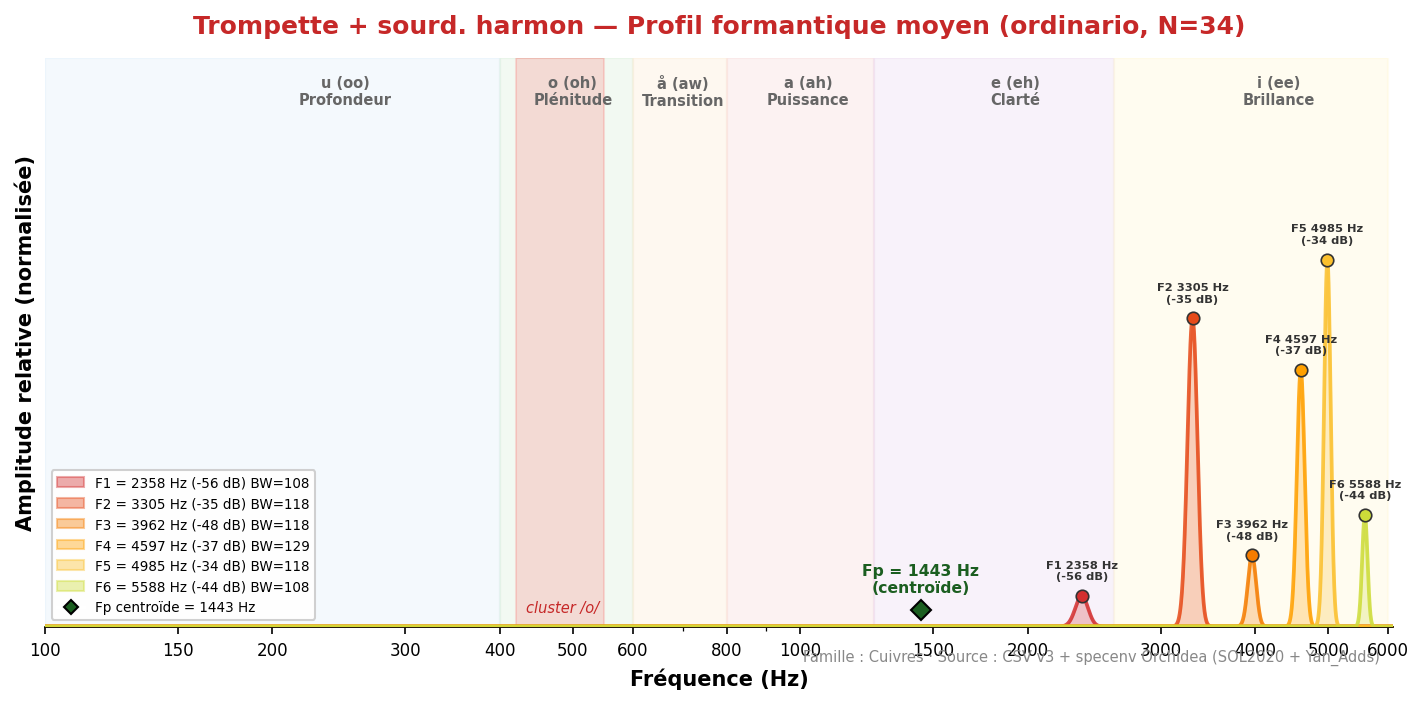 Trompette + sourd. harmon — Profil formantique moyen (ordinario, N=34)
u (oo)
Profondeur
o (oh)
Plénitude
å (aw)
Transition
a (ah)
Puissance
e (eh)
Clarté
i (ee)
Brillance
Amplitude relative (normalisée)
F5 4985 Hz
(-34 dB)
F2 3305 Hz
(-35 dB)
F4 4597 Hz
(-37 dB)
F6 5588 Hz
(-44 dB)
F3 3962 Hz
(-48 dB)
F1 2358 Hz
(-56 dB)
Fp = 1443 Hz
(centroïde)
cluster /o/
F1 = 2358 Hz (-56 dB) BW=108
F2 = 3305 Hz (-35 dB) BW=118
F3 = 3962 Hz (-48 dB) BW=118
F4 = 4597 Hz (-37 dB) BW=129
F5 = 4985 Hz (-34 dB) BW=118
F6 = 5588 Hz (-44 dB) BW=108
Fp centroïde = 1443 Hz
100 150 200 300 400 500 600 800 1000 1500 2000 3000 4000 5000 6000
Famille : Cuivres · Source : CSV v3 + specenv Orchidea (SOL2020 + Yan_Adds)
Fréquence (Hz)